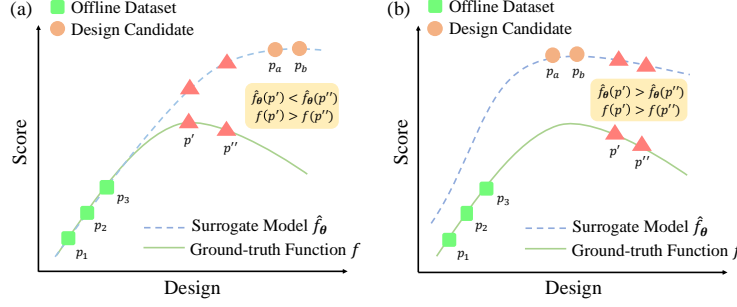 (a)
Offline Dataset
Design Candidate
p_a p_b
f̂_θ(p′) < f̂_θ(p″)
f(p′) > f(p″)
p′ p″
p_3
p_2
p_1
Surrogate Model f̂_θ
Ground-truth Function f
Score
Design
(b)
Offline Dataset
Design Candidate
p_a p_b
f̂_θ(p′) > f̂_θ(p″)
f(p′) > f(p″)
p′ p″
p_3
p_2
p_1
Surrogate Model f̂_θ
Ground-truth Function f
Score
Design